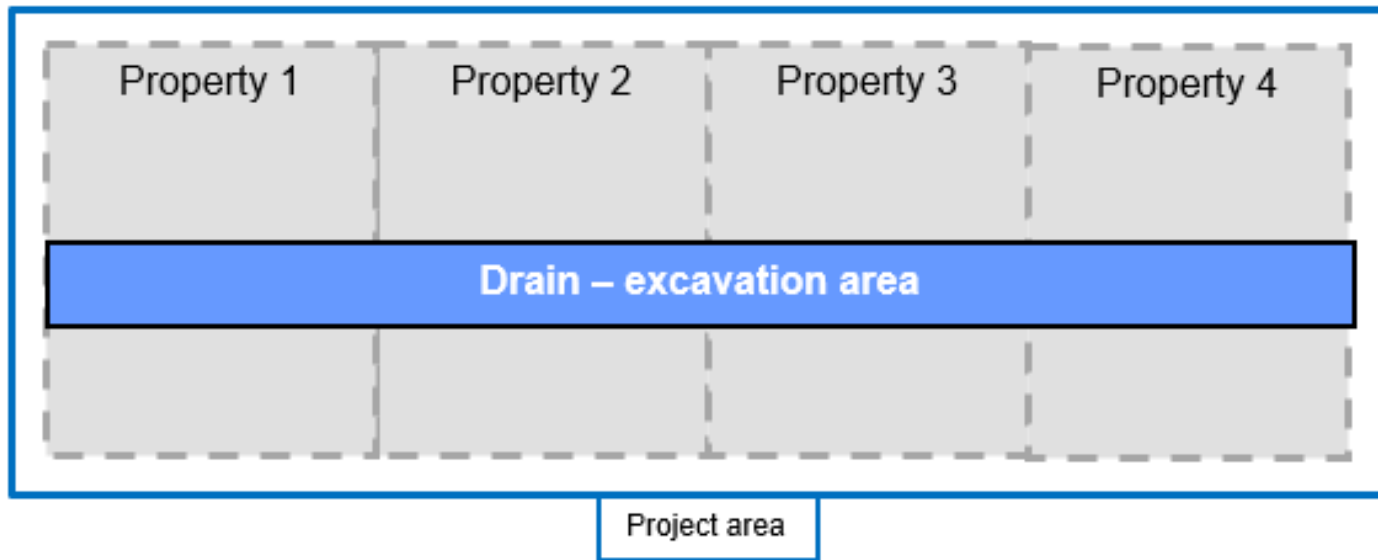 Property 1
Property 2
Property 3
Property 4
Drain – excavation area
Project area